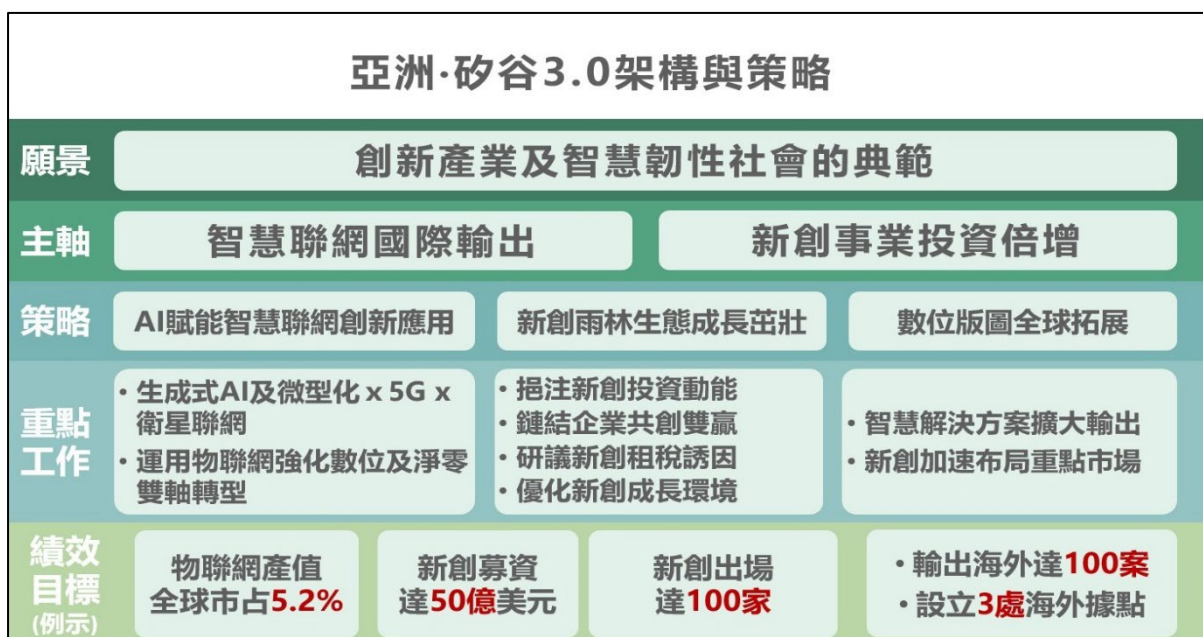 亞洲·矽谷3.0架構與策略
願景
創新產業及智慧韌性社會的典範
主軸
智慧聯網國際輸出
新創事業投資倍增
策略
AI賦能智慧聯網創新應用
新創雨林生態成長茁壯
數位版圖全球拓展
重點
工作
• 生成式AI及微型化 x 5G x
衛星聯網
• 運用物聯網強化數位及淨零
雙軸轉型
• 挹注新創投資動能
• 鏈結企業共創雙贏
• 研議新創租稅誘因
• 優化新創成長環境
• 智慧解決方案擴大輸出
• 新創加速布局重點市場
績效
目標
(例示)
物聯網產值
全球市占5.2%
新創募資
達50億美元
新創出場
達100家
• 輸出海外達100案
• 設立3處海外據點